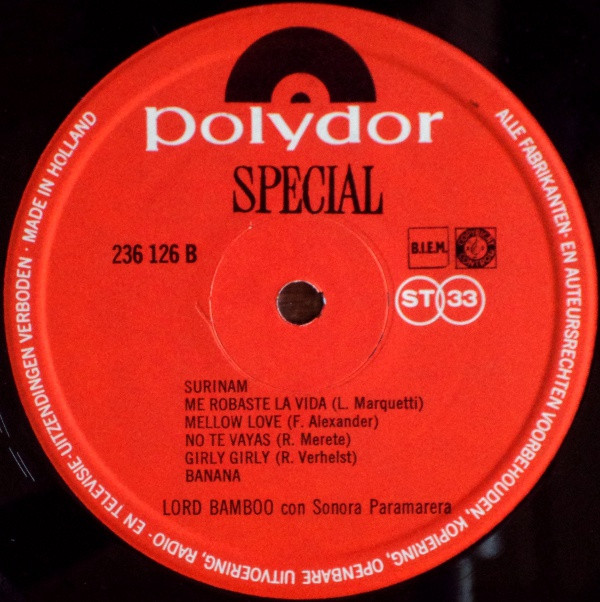 polydor
SPECIAL
236 126 B
B.I.E.M.
ST 33
SURINAM
ME ROBASTE LA VIDA (L. Marquetti)
MELLOW LOVE (F. Alexander)
NO TE VAYAS (R. Merete)
GIRLY GIRLY (R. Verhelst)
BANANA
LORD BAMBOO con Sonora Paramarera
ALLE FABRIKANTEN- EN AUTEURSRECHTEN VOORBEHOUDEN, KOPIERING, OPENBARE UITVOERING, RADIO- EN TELEVISIE-UITZENDINGEN VERBODEN · MADE IN HOLLAND